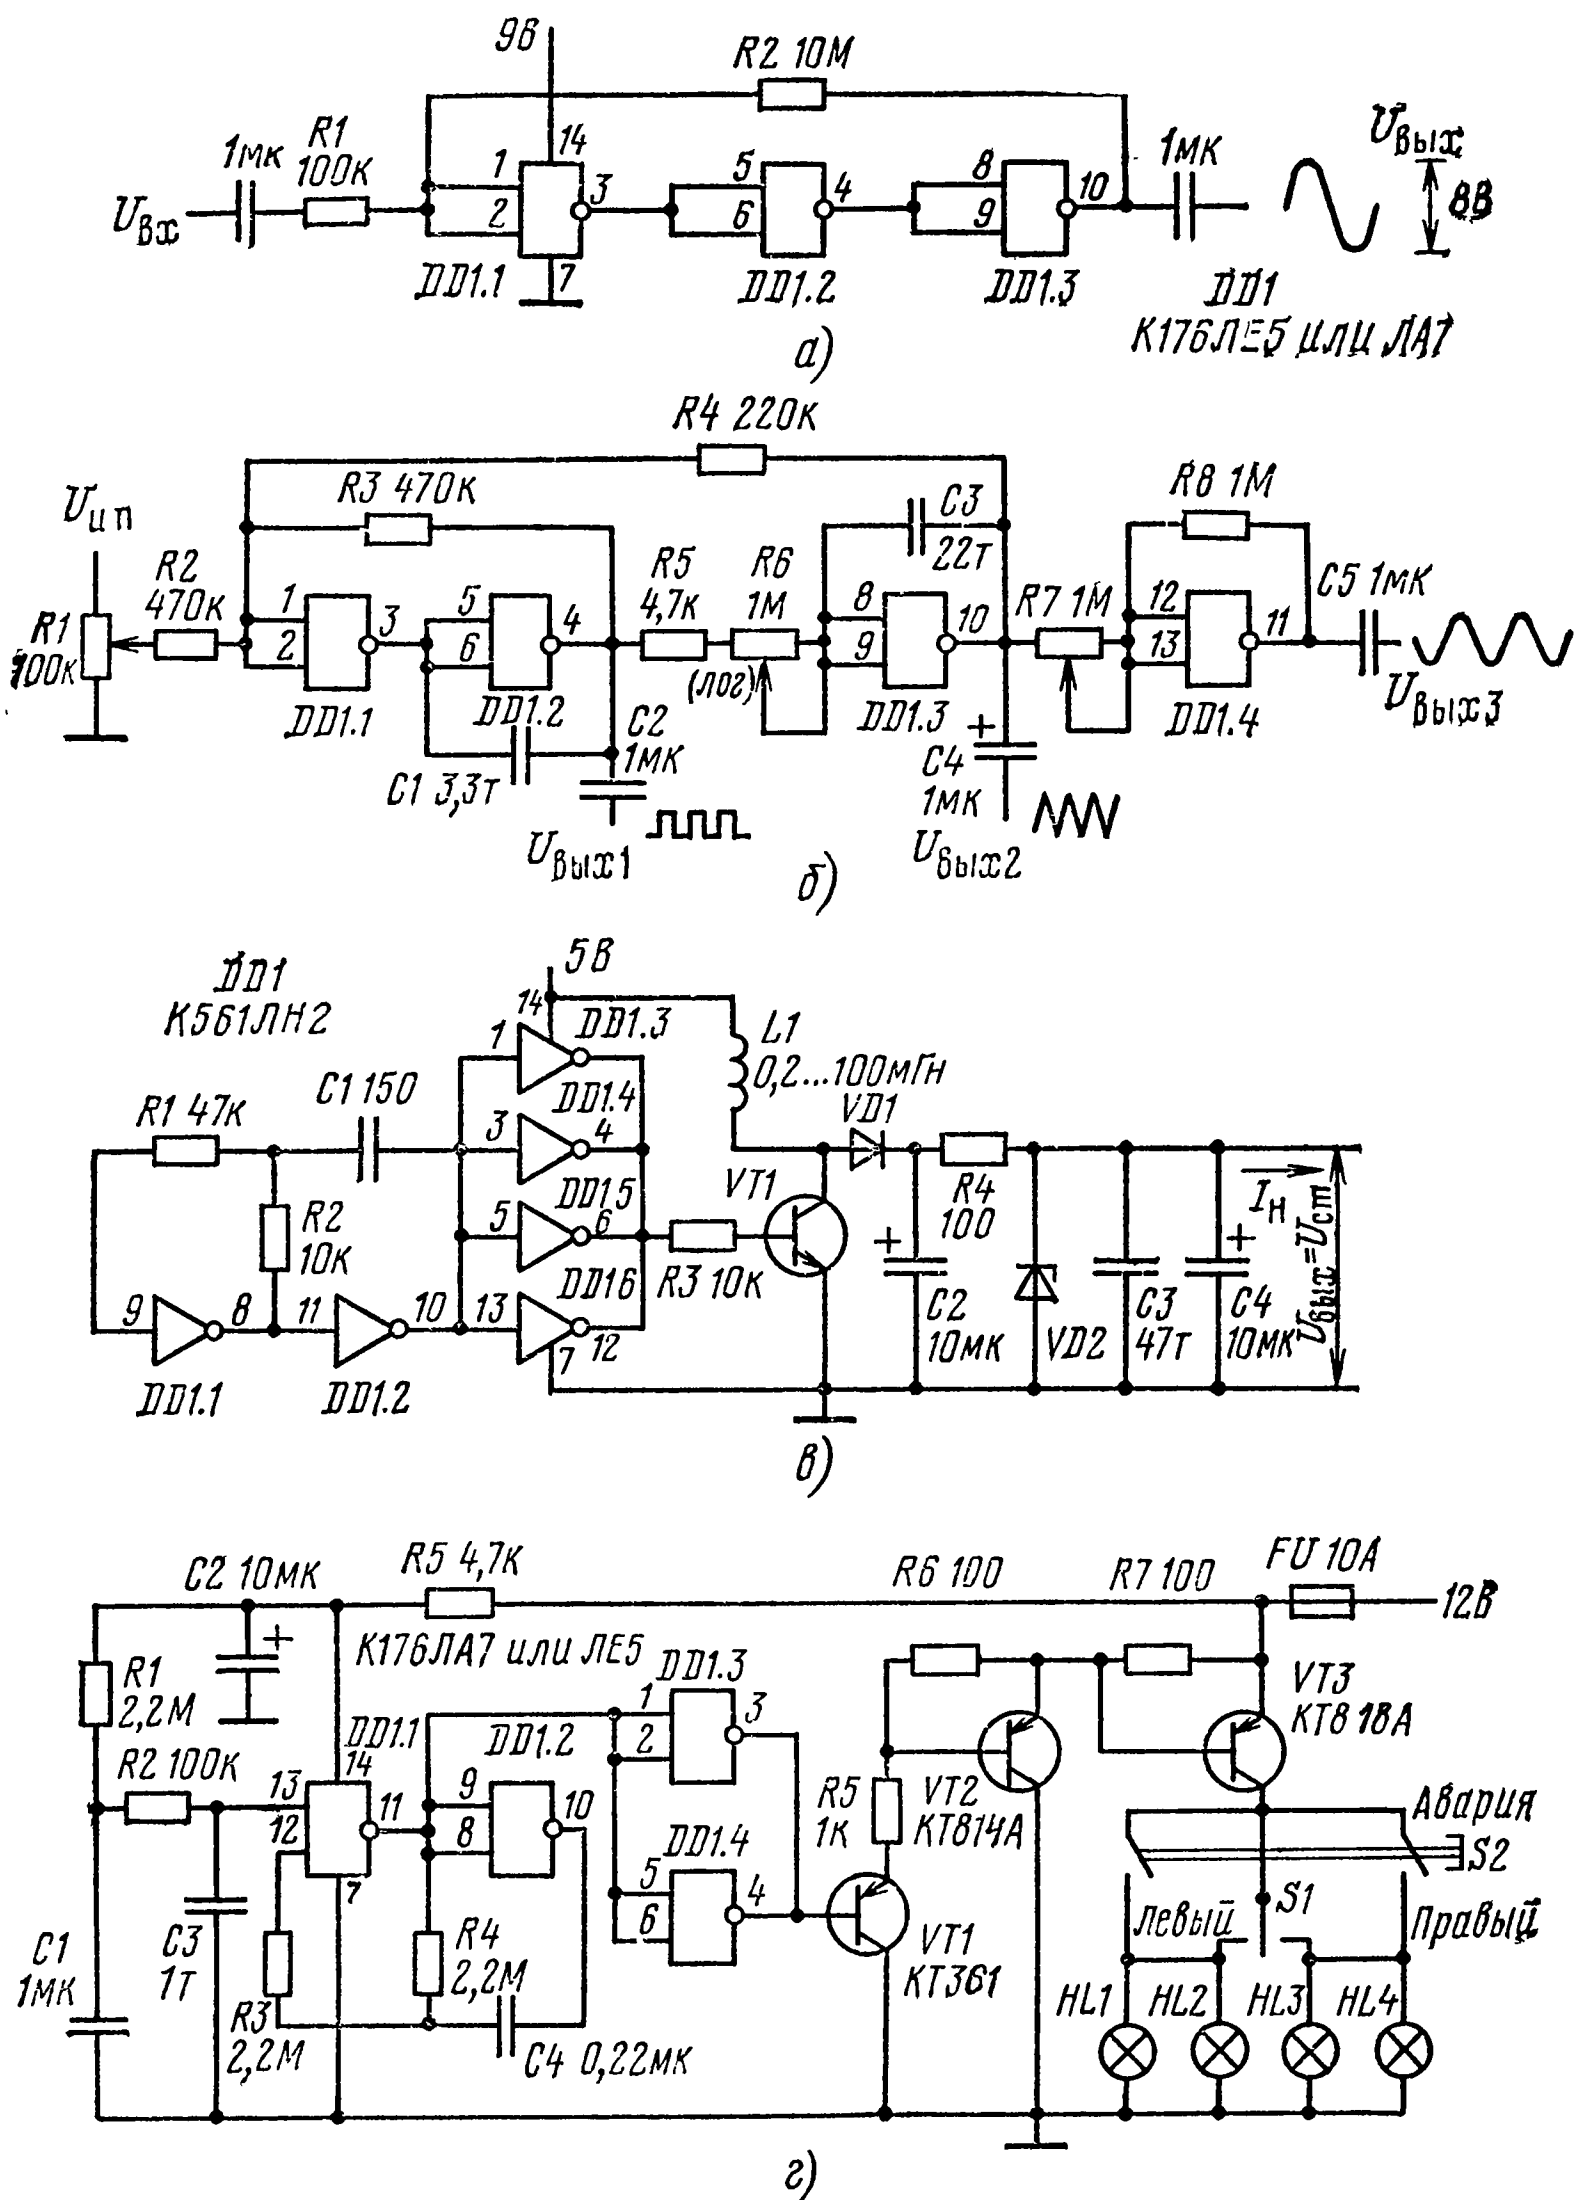 9В
R2 10М
1мк
R1
100к
14
1
2
3
5
6
4
8
9
10
1мк
Uвых
8В
Uвх
DD1.1
7
DD1.2
DD1.3
DD1
К176ЛЕ5 или ЛА7
а)
R4 220к
Uип
R3 470к
C3
22т
R8 1М
R2
470к
R5
4,7к
R6
1М
R7 1М
C5 1мк
R1
100к
1
2
3
5
6
4
8
9
10
12
13
11
(лог)
DD1.1
DD1.2
DD1.3
DD1.4
Uвых3
C2
1мк
C1 3,3т
+
C4
1мк
Uвых1
Uвых2
б)
DD1
К561ЛН2
5В
14
DD1.3
1
L1
0,2...100мГн
C1 150
DD1.4
R1 47к
3
4
VD1
DD1.5
VT1
R2
10к
5
6
R4
100
Iн
Uвых=Uст
DD1.6
R3 10к
+
+
9
8
11
10
13
12
7
C2
10мк
VD2
C3
47т
C4
10мк
DD1.1
DD1.2
в)
C2 10мк
R5 4,7к
R6 100
R7 100
FU 10А
12В
+
К176ЛА7 или ЛЕ5
DD1.3
R1
2,2М
1
2
3
VT3
КТ818А
DD1.1
DD1.2
R2 100к
14
13
12
11
9
8
10
R5
1к
VT2
КТ814А
Авария
S2
DD1.4
7
5
6
4
S1
Левый
Правый
C1
1мк
C3
1т
R4
2,2М
VT1
КТ361
R3
2,2М
HL1
HL2
HL3
HL4
C4 0,22мк
г)